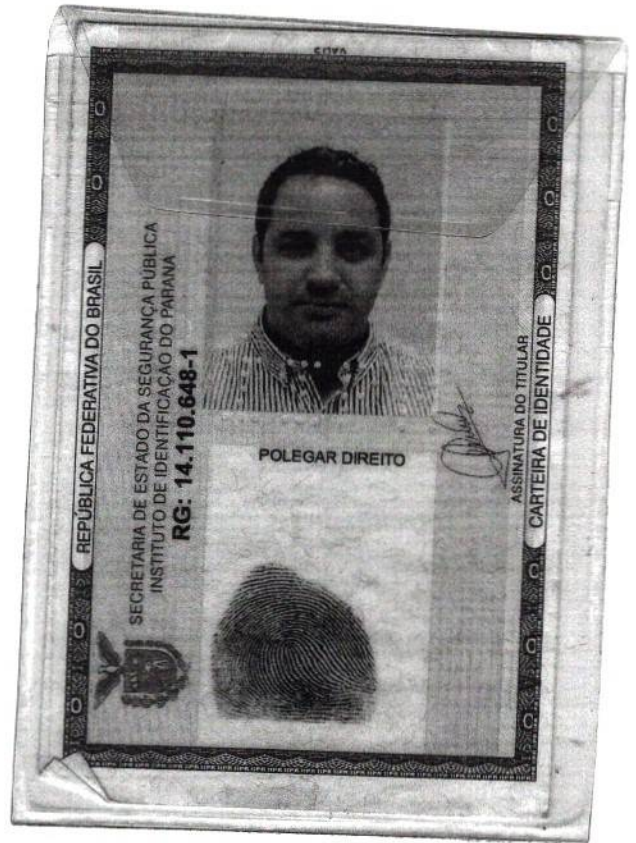 REPÚBLICA FEDERATIVA DO BRASIL
SECRETARIA DE ESTADO DA SEGURANÇA PÚBLICA
INSTITUTO DE IDENTIFICAÇÃO DO PARANÁ
RG: 14.110.648-1
POLEGAR DIREITO
ASSINATURA DO TITULAR
CARTEIRA DE IDENTIDADE